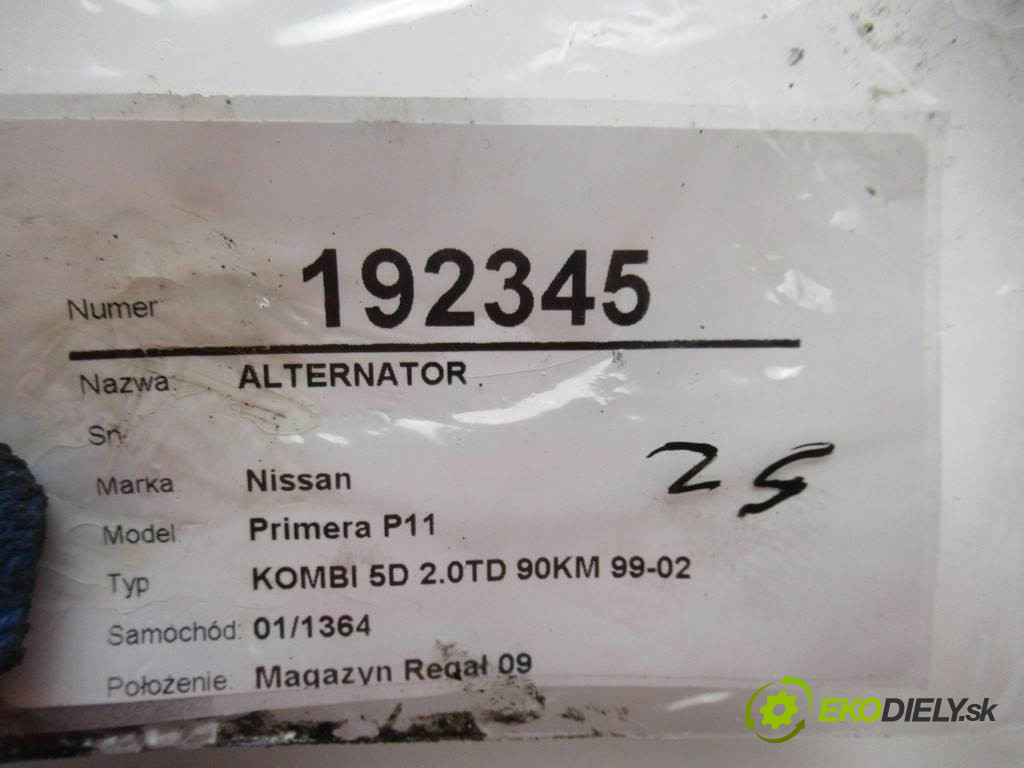 Numer 192345
Nazwa: ALTERNATOR
Sn
Marka Nissan
25
Model: Primera P11
Typ KOMBI 5D 2.0TD 90KM 99-02
Samochód: 01/1364
Położenie: Magazyn Regał 09
EKODIELY.sk